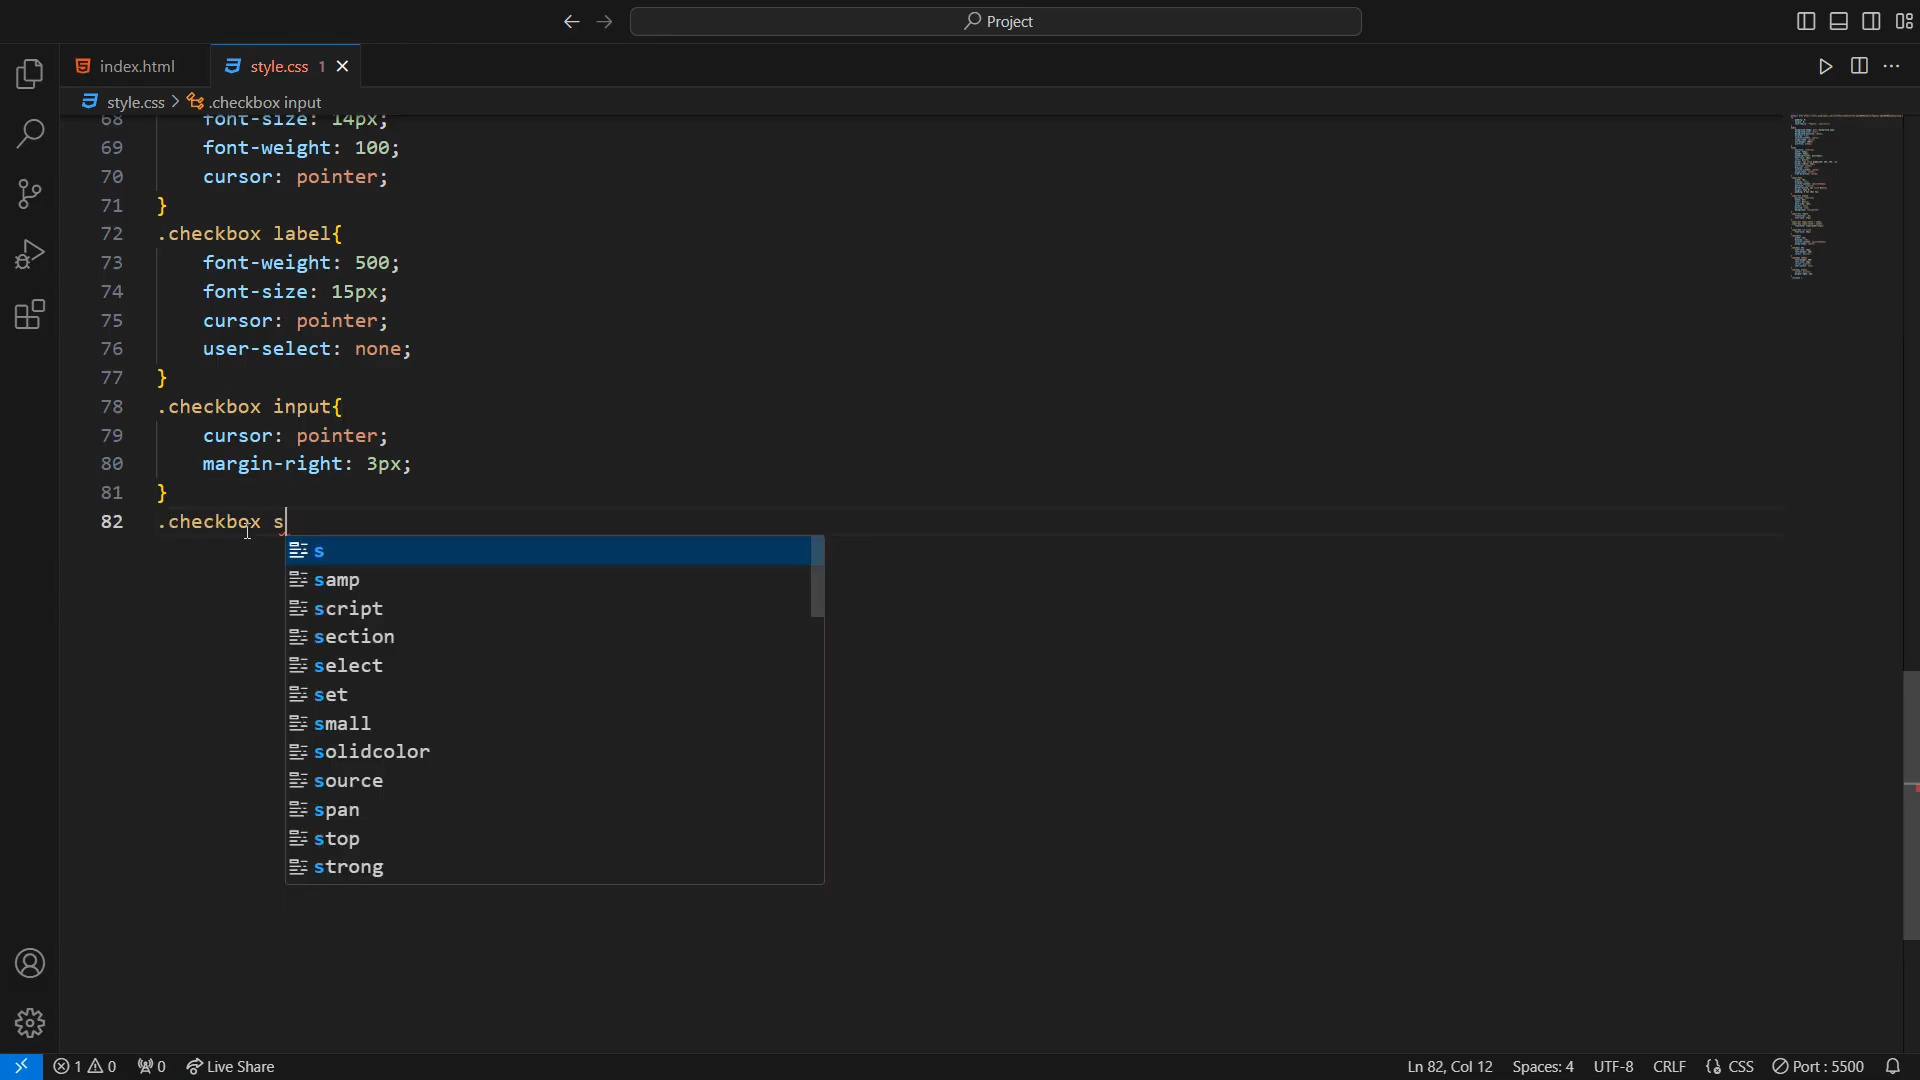 Project
index.html
style.css 1
style.css > .checkbox input
68 font-size: 14px;
69 font-weight: 100;
70 cursor: pointer;
71 }
72 .checkbox label{
73 font-weight: 500;
74 font-size: 15px;
75 cursor: pointer;
76 user-select: none;
77 }
78 .checkbox input{
79 cursor: pointer;
80 margin-right: 3px;
81 }
82 .checkbox s
s
samp
script
section
select
set
small
solidcolor
source
span
stop
strong
1 0 0 Live Share Ln 82, Col 12 Spaces: 4 UTF-8 CRLF {} CSS Port : 5500